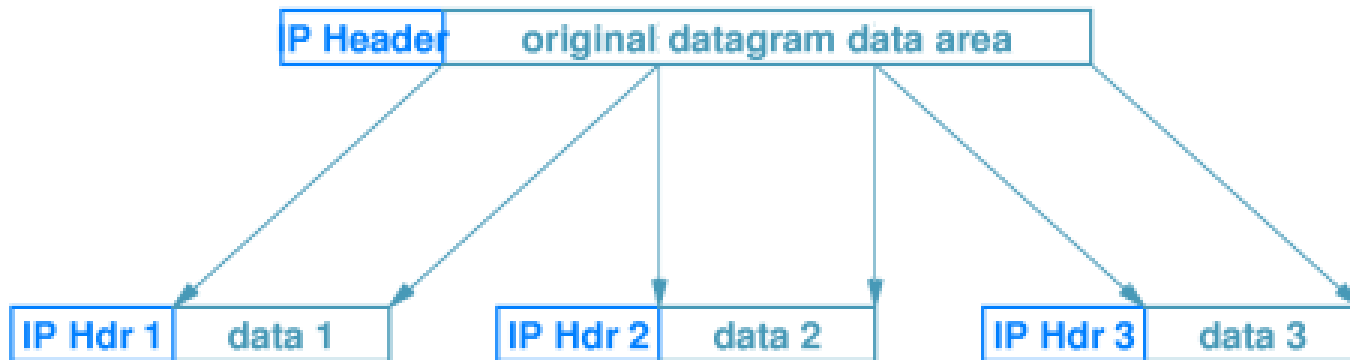 IP Header original datagram data area
IP Hdr 1 data 1 IP Hdr 2 data 2 IP Hdr 3 data 3